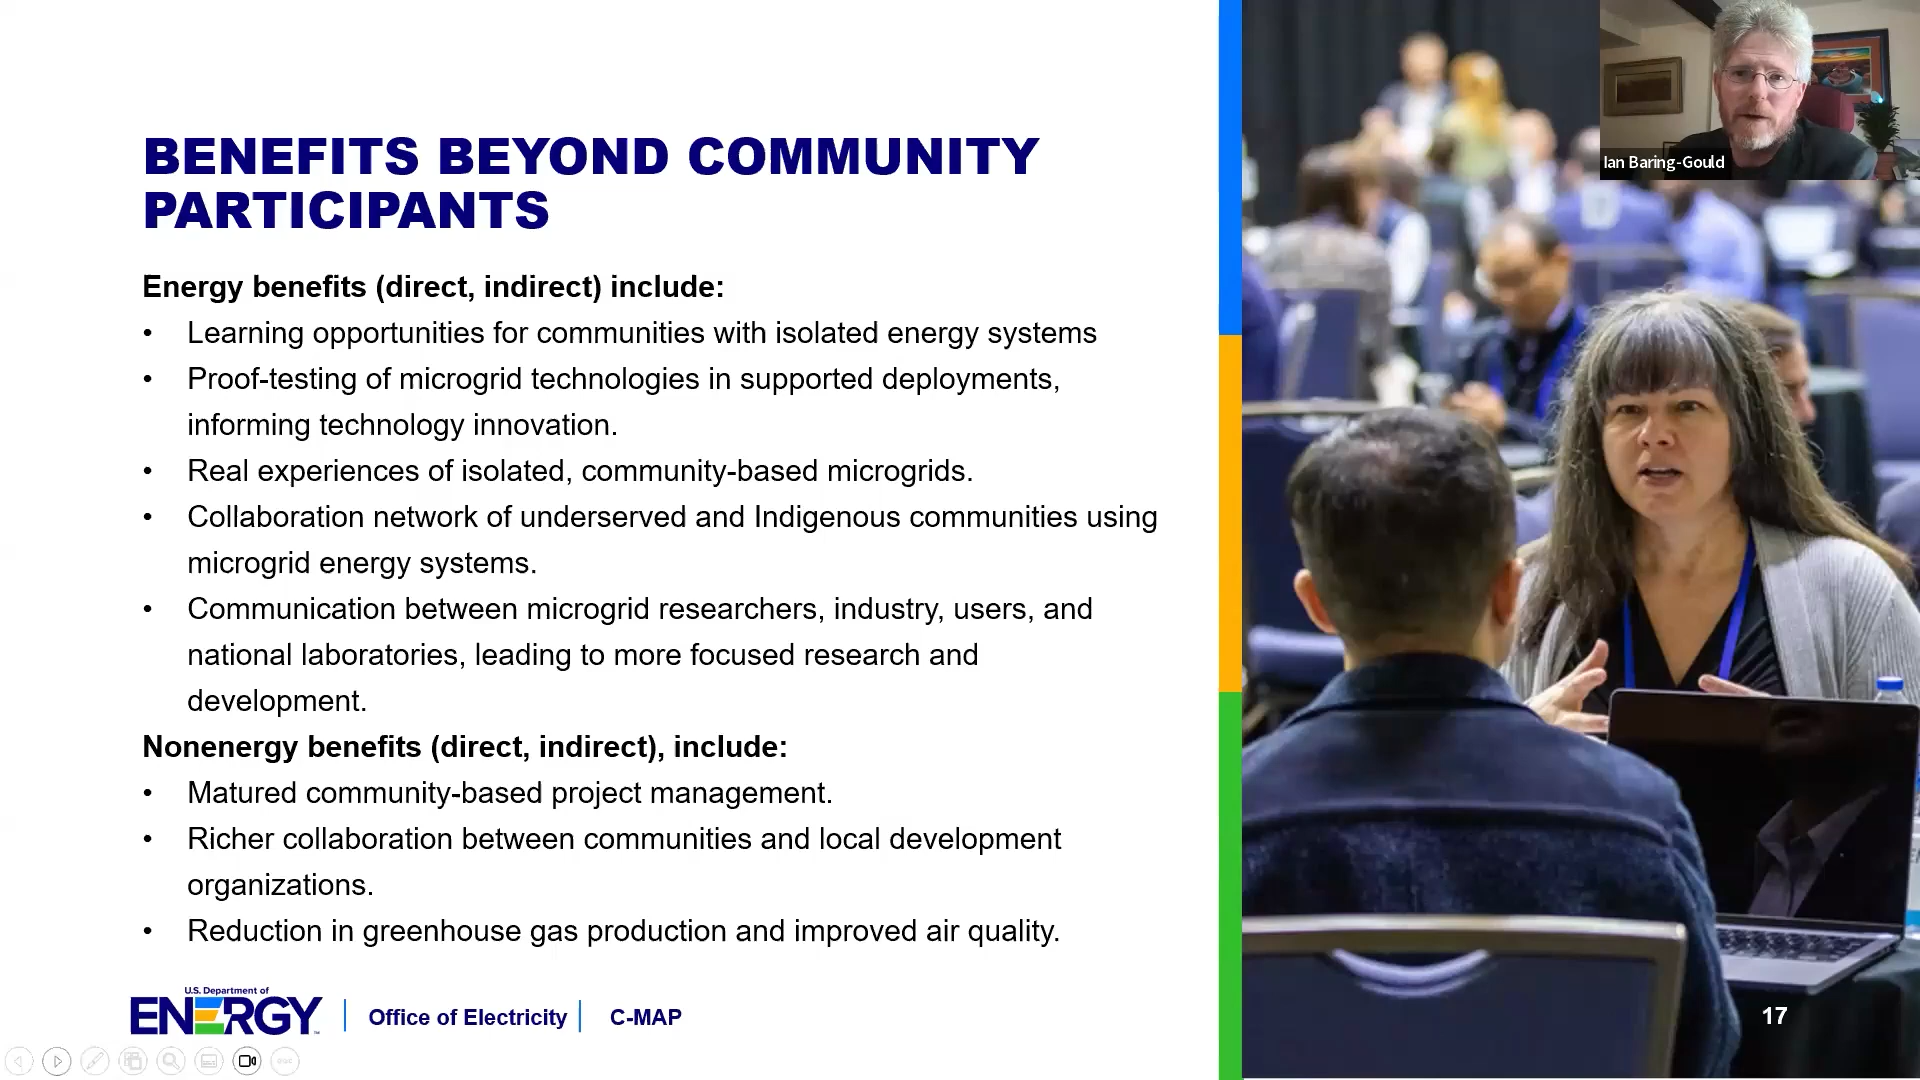 Ian Baring-Gould
BENEFITS BEYOND COMMUNITY
PARTICIPANTS
Energy benefits (direct, indirect) include:
• Learning opportunities for communities with isolated energy systems
• Proof-testing of microgrid technologies in supported deployments,
informing technology innovation.
• Real experiences of isolated, community-based microgrids.
• Collaboration network of underserved and Indigenous communities using
microgrid energy systems.
• Communication between microgrid researchers, industry, users, and
national laboratories, leading to more focused research and
development.
Nonenergy benefits (direct, indirect), include:
• Matured community-based project management.
• Richer collaboration between communities and local development
organizations.
• Reduction in greenhouse gas production and improved air quality.
U.S. Department of
ENERGY
Office of Electricity
C-MAP
17